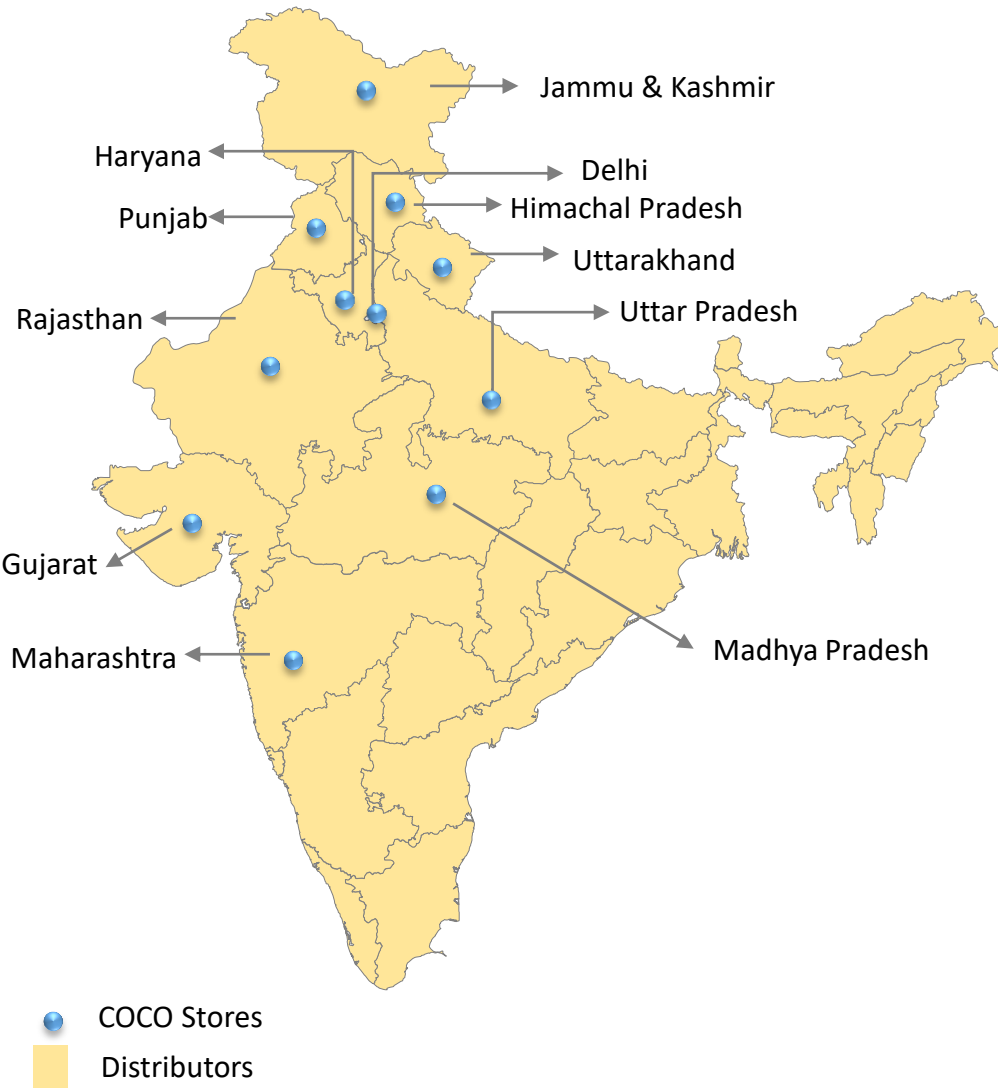 Jammu & Kashmir
Haryana
Delhi
Punjab
Himachal Pradesh
Uttarakhand
Rajasthan
Uttar Pradesh
Gujarat
Maharashtra
Madhya Pradesh
COCO Stores
Distributors